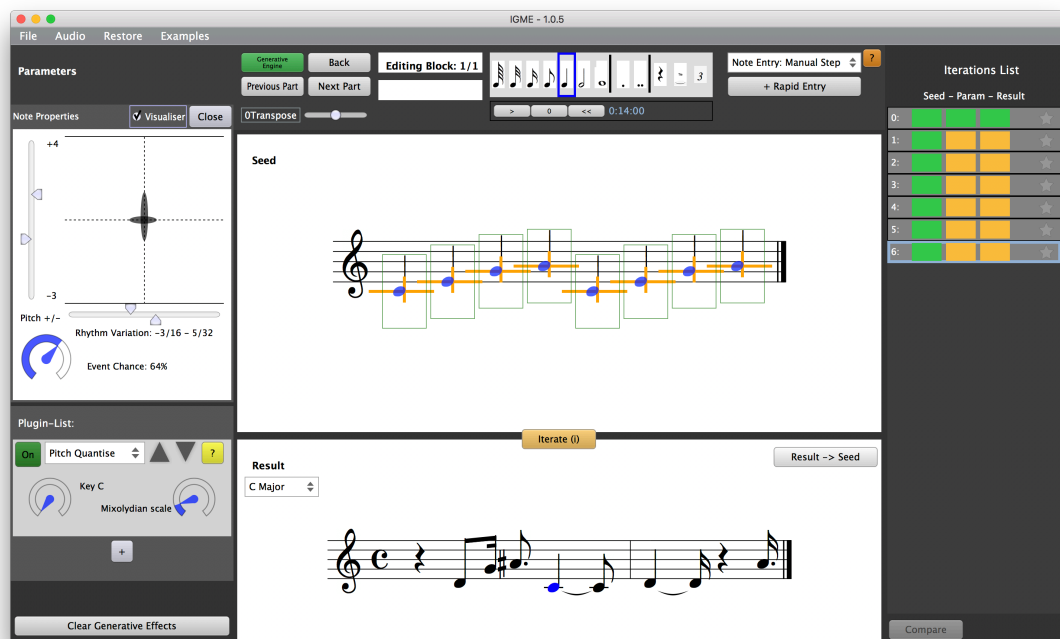 IGME - 1.0.5
File Audio Restore Examples
Parameters
Generative Engine
Back
Editing Block: 1/1
Previous Part
Next Part
3
Note Entry: Manual Step
?
+ Rapid Entry
0Transpose
> 0 << 0:14:00
Iterations List
Seed - Param - Result
0:
1:
2:
3:
4:
5:
6:
Note Properties
Visualiser
Close
+4
-3
Pitch +/-
Rhythm Variation: -3/16 - 5/32
Event Chance: 64%
Seed
Plugin-List:
On
Pitch Quantise
?
Key C
Mixolydian scale
+
Clear Generative Effects
Iterate (i)
Result
C Major
Result -> Seed
Compare